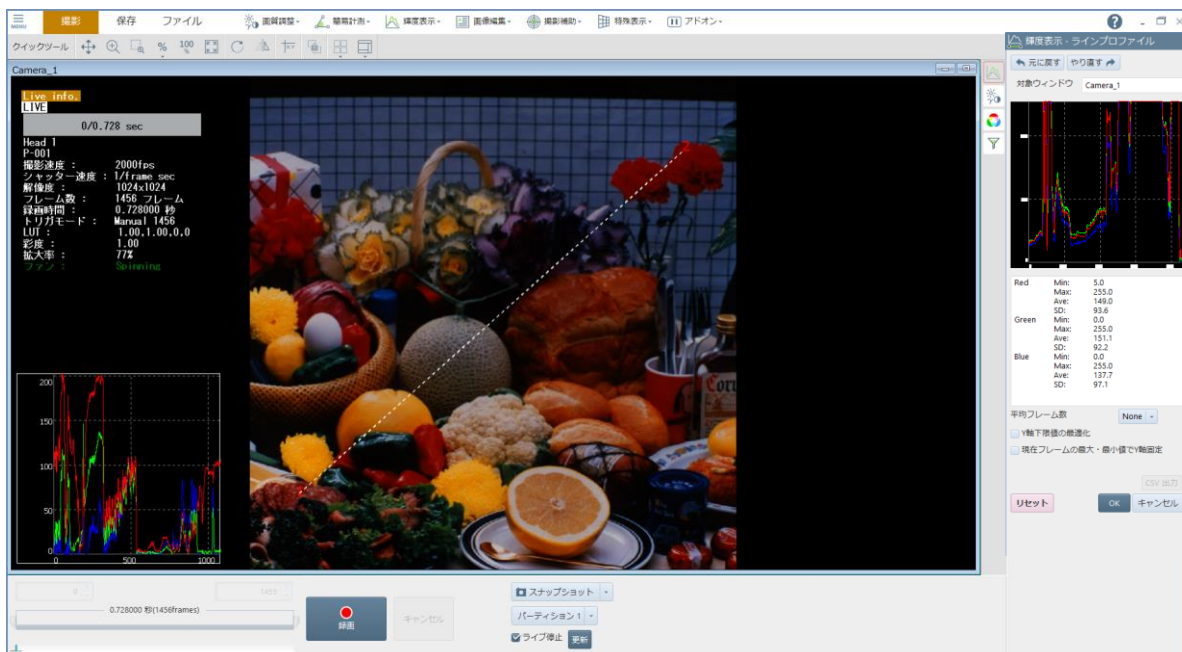 MENU
撮影 保存 ファイル 画質調整 簡易計測 輝度表示 画像編集 撮影補助 特殊表示 アドオン ?
クイックツール % 100 %
Camera_1
Live info.
LIVE
0/0.728 sec
Head 1
P-001
撮影速度 : 2000fps
シャッター速度 : 1/frame sec
解像度 : 1024x1024
フレーム数 : 1456 フレーム
録画時間 : 0.728000 秒
トリガモード : Manual 1456
LUT : 1.00,1.00,0,0
彩度 : 1.00
拡大率 : 77%
ファン : Spinning
200
150
100
50
0
0 500 1000
輝度表示 - ラインプロファイル
元に戻す やり直す
対象ウィンドウ Camera_1
Red Min: 5.0
Max: 255.0
Ave: 149.0
SD: 93.6
Green Min: 0.0
Max: 255.0
Ave: 151.1
SD: 92.2
Blue Min: 0.0
Max: 255.0
Ave: 137.7
SD: 97.1
平均フレーム数 None
Y軸下限値の最適化
現在フレームの最大・最小値でY軸固定
CSV 出力
リセット OK キャンセル
0 1455
0.728000 秒(1456frames)
録画
キャンセル
スナップショット
パーティション 1
ライブ停止 更新